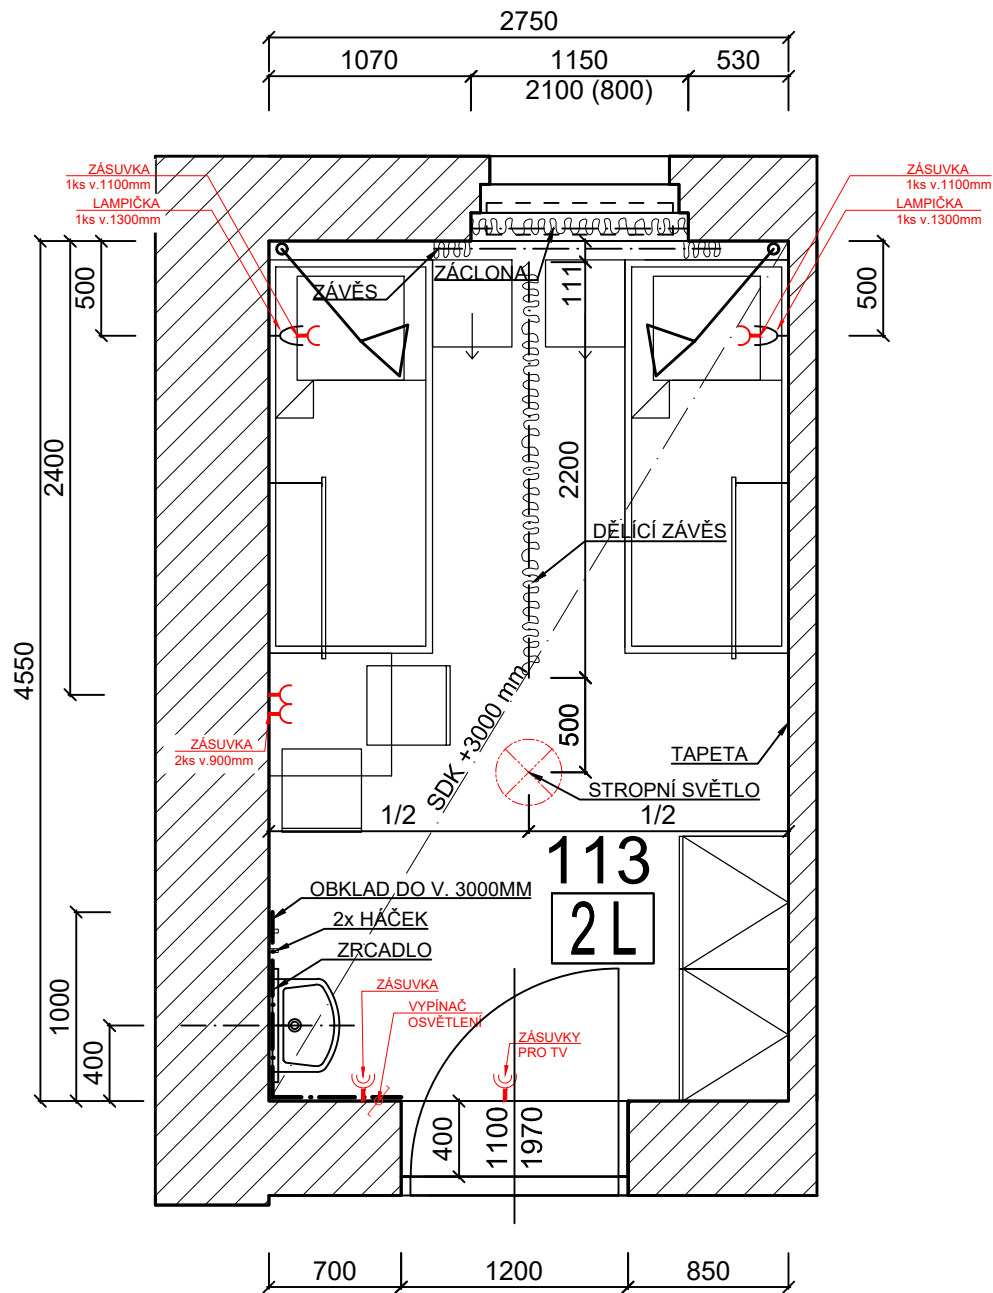 2750
1070
1150
530
2100 (800)
ZÁSUVKA
1ks v.1100mm
LAMPIČKA
1ks v.1300mm
ZÁSUVKA
1ks v.1100mm
LAMPIČKA
1ks v.1300mm
500
ZÁVĚS
ZÁCLONA
111
500
2400
2200
DĚLÍCÍ ZÁVĚS
4550
SDK +3000 mm
500
ZÁSUVKA
2ks v.900mm
TAPETA
STROPNÍ SVĚTLO
1/2
1/2
113
2 L
OBKLAD DO V. 3000MM
2x HÁČEK
ZRCADLO
1000
400
ZÁSUVKA
VYPÍNAČ
OSVĚTLENÍ
ZÁSUVKY
PRO TV
400
1100
1970
700
1200
850